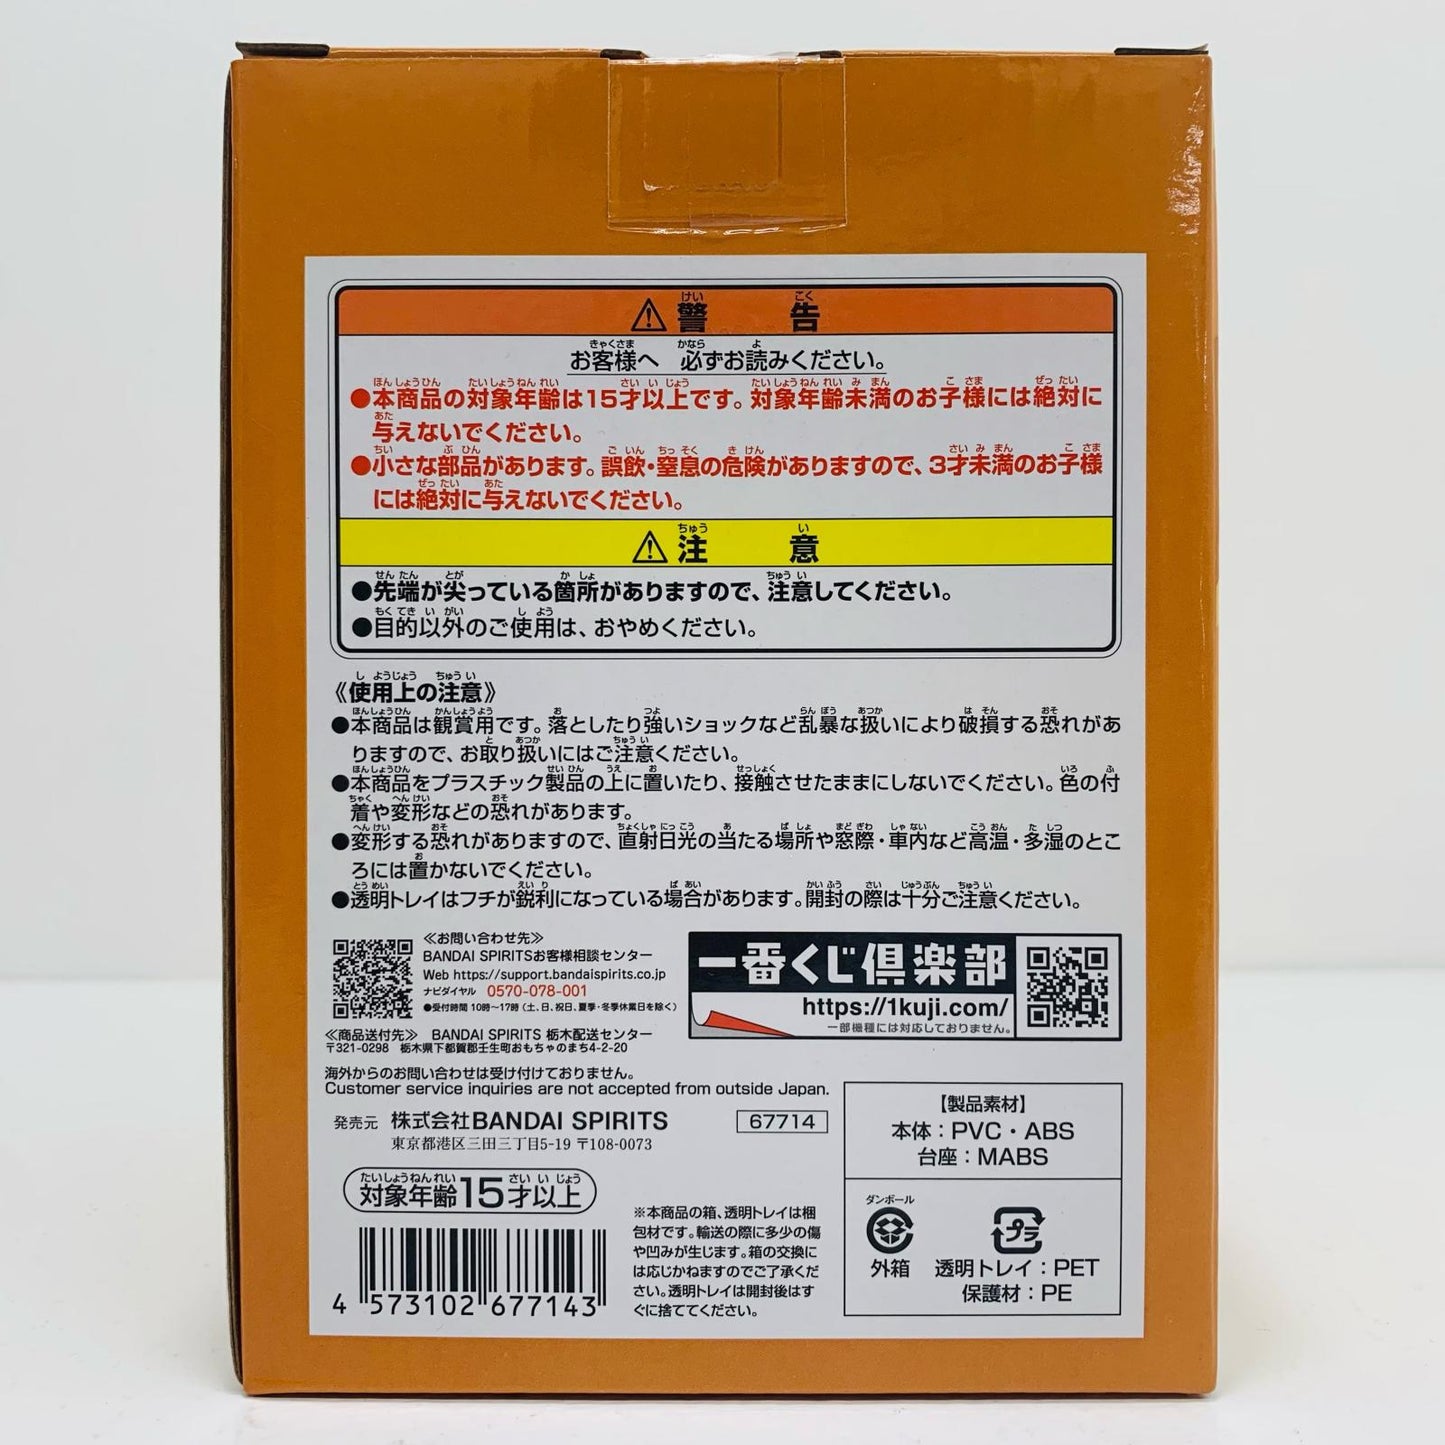 ⚠警告
お客様へ 必ずお読みください。
●本商品の対象年齢は15才以上です。対象年齢未満のお子様には絶対に
与えないでください。
●小さな部品があります。誤飲・窒息の危険がありますので、3才未満のお子様
には絶対に与えないでください。
⚠注意
●先端が尖っている箇所がありますので、注意してください。
●目的以外のご使用は、おやめください。
《使用上の注意》
●本商品は観賞用です。落としたり強いショックなど乱暴な扱いにより破損する恐れがあ
りますので、お取り扱いにはご注意ください。
●本商品をプラスチック製品の上に置いたり、接触させたままにしないでください。色の付
着や変形などの恐れがあります。
●変形する恐れがありますので、直射日光の当たる場所や窓際・車内など高温・多湿のとこ
ろには置かないでください。
●透明トレイはフチが鋭利になっている場合があります。開封の際は十分ご注意ください。
≪お問い合わせ先≫
BANDAI SPIRITSお客様相談センター
Web https://support.bandaispirits.co.jp
ナビダイヤル 0570-078-001
●受付時間 10時〜17時（土、日、祝日、夏季・冬季休業日を除く）
≪商品送付先≫ BANDAI SPIRITS 栃木配送センター
〒321-0298 栃木県下都賀郡壬生町おもちゃのまち4-2-20
一番くじ倶楽部
https://1kuji.com/
一部機種には対応しておりません。
海外からのお問い合わせは受け付けておりません。
Customer service inquiries are not accepted from outside Japan.
発売元 株式会社BANDAI SPIRITS
67714
東京都港区三田三丁目5-19 〒108-0073
対象年齢15才以上
4 573102 677143
※本商品の箱、透明トレイは梱
包材です。輸送の際に多少の傷
や凹みが生じます。箱の交換に
は応じかねますのでご了承くだ
さい。透明トレイは開封後はす
ぐに捨ててください。
【製品素材】
本体：PVC・ABS
台座：MABS
ダンボール
外箱
プラ
透明トレイ：PET
保護材：PE